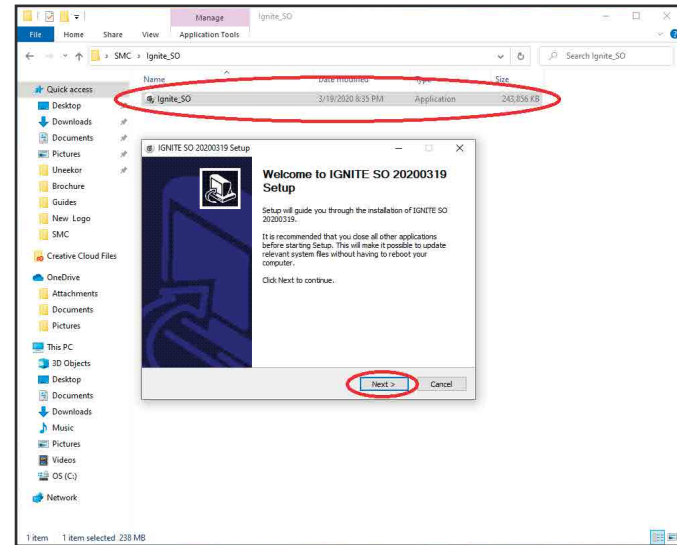 Manage
Ignite_SO
File
Home
Share
View
Application Tools
SMC › Ignite_SO
Search Ignite_SO
Name
Date modified
Type
Size
Quick access
Ignite_SO
3/19/2020 8:35 PM
Application
243,856 KB
Desktop
Downloads
Documents
Pictures
Uneekor
Brochure
Guides
New Logo
SMC
Creative Cloud Files
OneDrive
Attachments
Documents
Pictures
This PC
3D Objects
Desktop
Documents
Downloads
Music
Pictures
Videos
OS (C:)
Network
IGNITE SO 20200319 Setup
Welcome to IGNITE SO 20200319
Setup
Setup will guide you through the installation of IGNITE SO
20200319.
It is recommended that you close all other applications
before starting Setup. This will make it possible to update
relevant system files without having to reboot your
computer.
Click Next to continue.
Next >
Cancel
1 item
1 item selected 238 MB